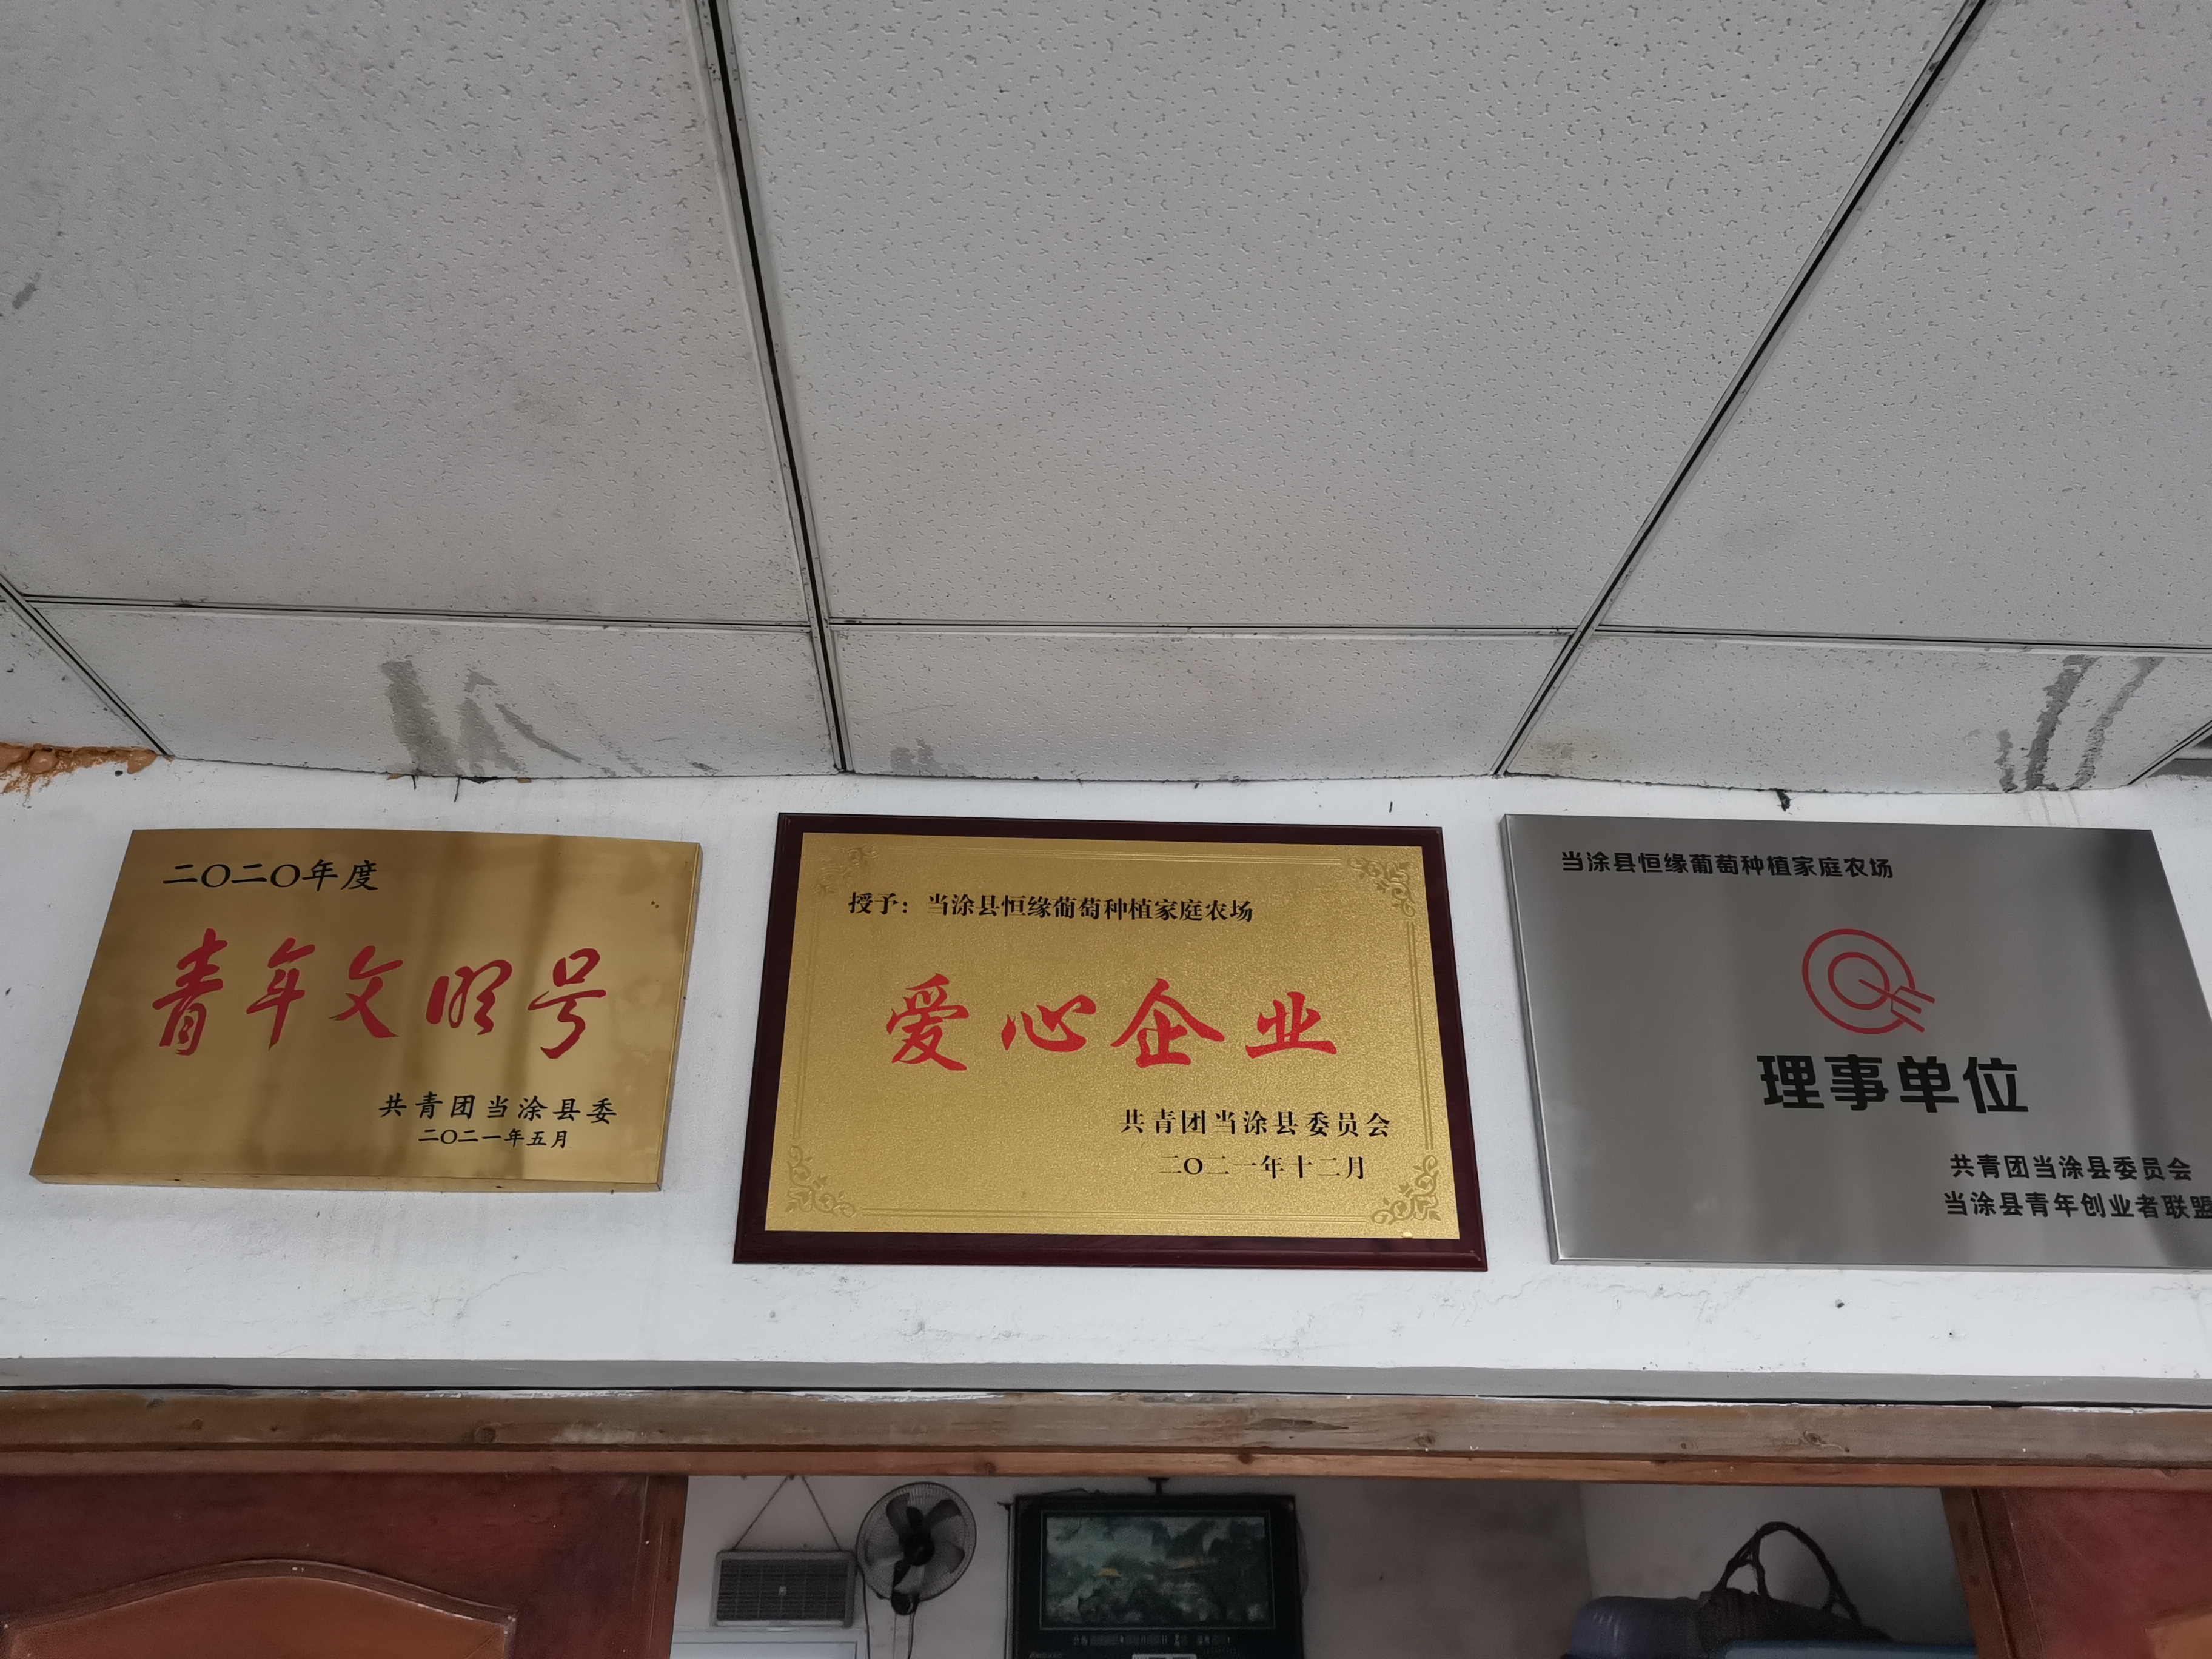 二〇二〇年度
青年文明号
共青团当涂县委
二〇二一年五月
授予：当涂县恒缘葡萄种植家庭农场
爱心企业
共青团当涂县委员会
二〇二一年十二月
当涂县恒缘葡萄种植家庭农场
理事单位
共青团当涂县委员会
当涂县青年创业者联盟